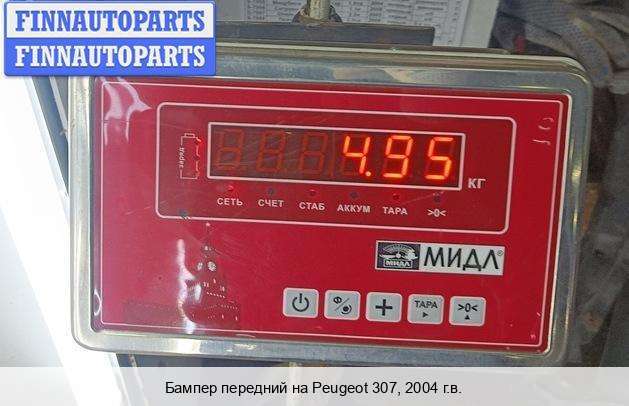 FINNAUTOPARTS
FINNAUTOPARTS
4.95
КГ
СЕТЬ СЧЕТ СТАБ АККУМ ТАРА >0<
МИДЛ МИДЛ®
+ ТАРА >0<
Бампер передний на Peugeot 307, 2004 г.в.